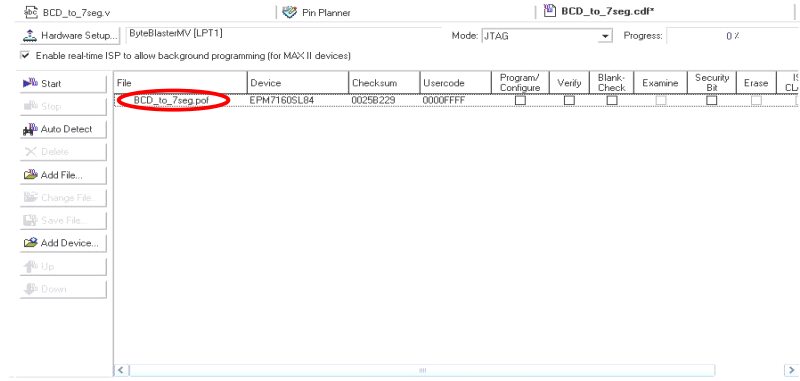 BCD_to_7seg.v Pin Planner BCD_to_7seg.cdf*
Hardware Setup... ByteBlasterMV [LPT1] Mode: JTAG Progress: 0 %
Enable real-time ISP to allow background programming (for MAX II devices)
Start
Stop
Auto Detect
Delete
Add File...
Change File...
Save File...
Add Device...
Up
Down
File Device Checksum Usercode Program/ Configure Verify Blank- Check Examine Security Bit Erase IS CLA
BCD_to_7seg.pof EPM7160SL84 0025B229 0000FFFF